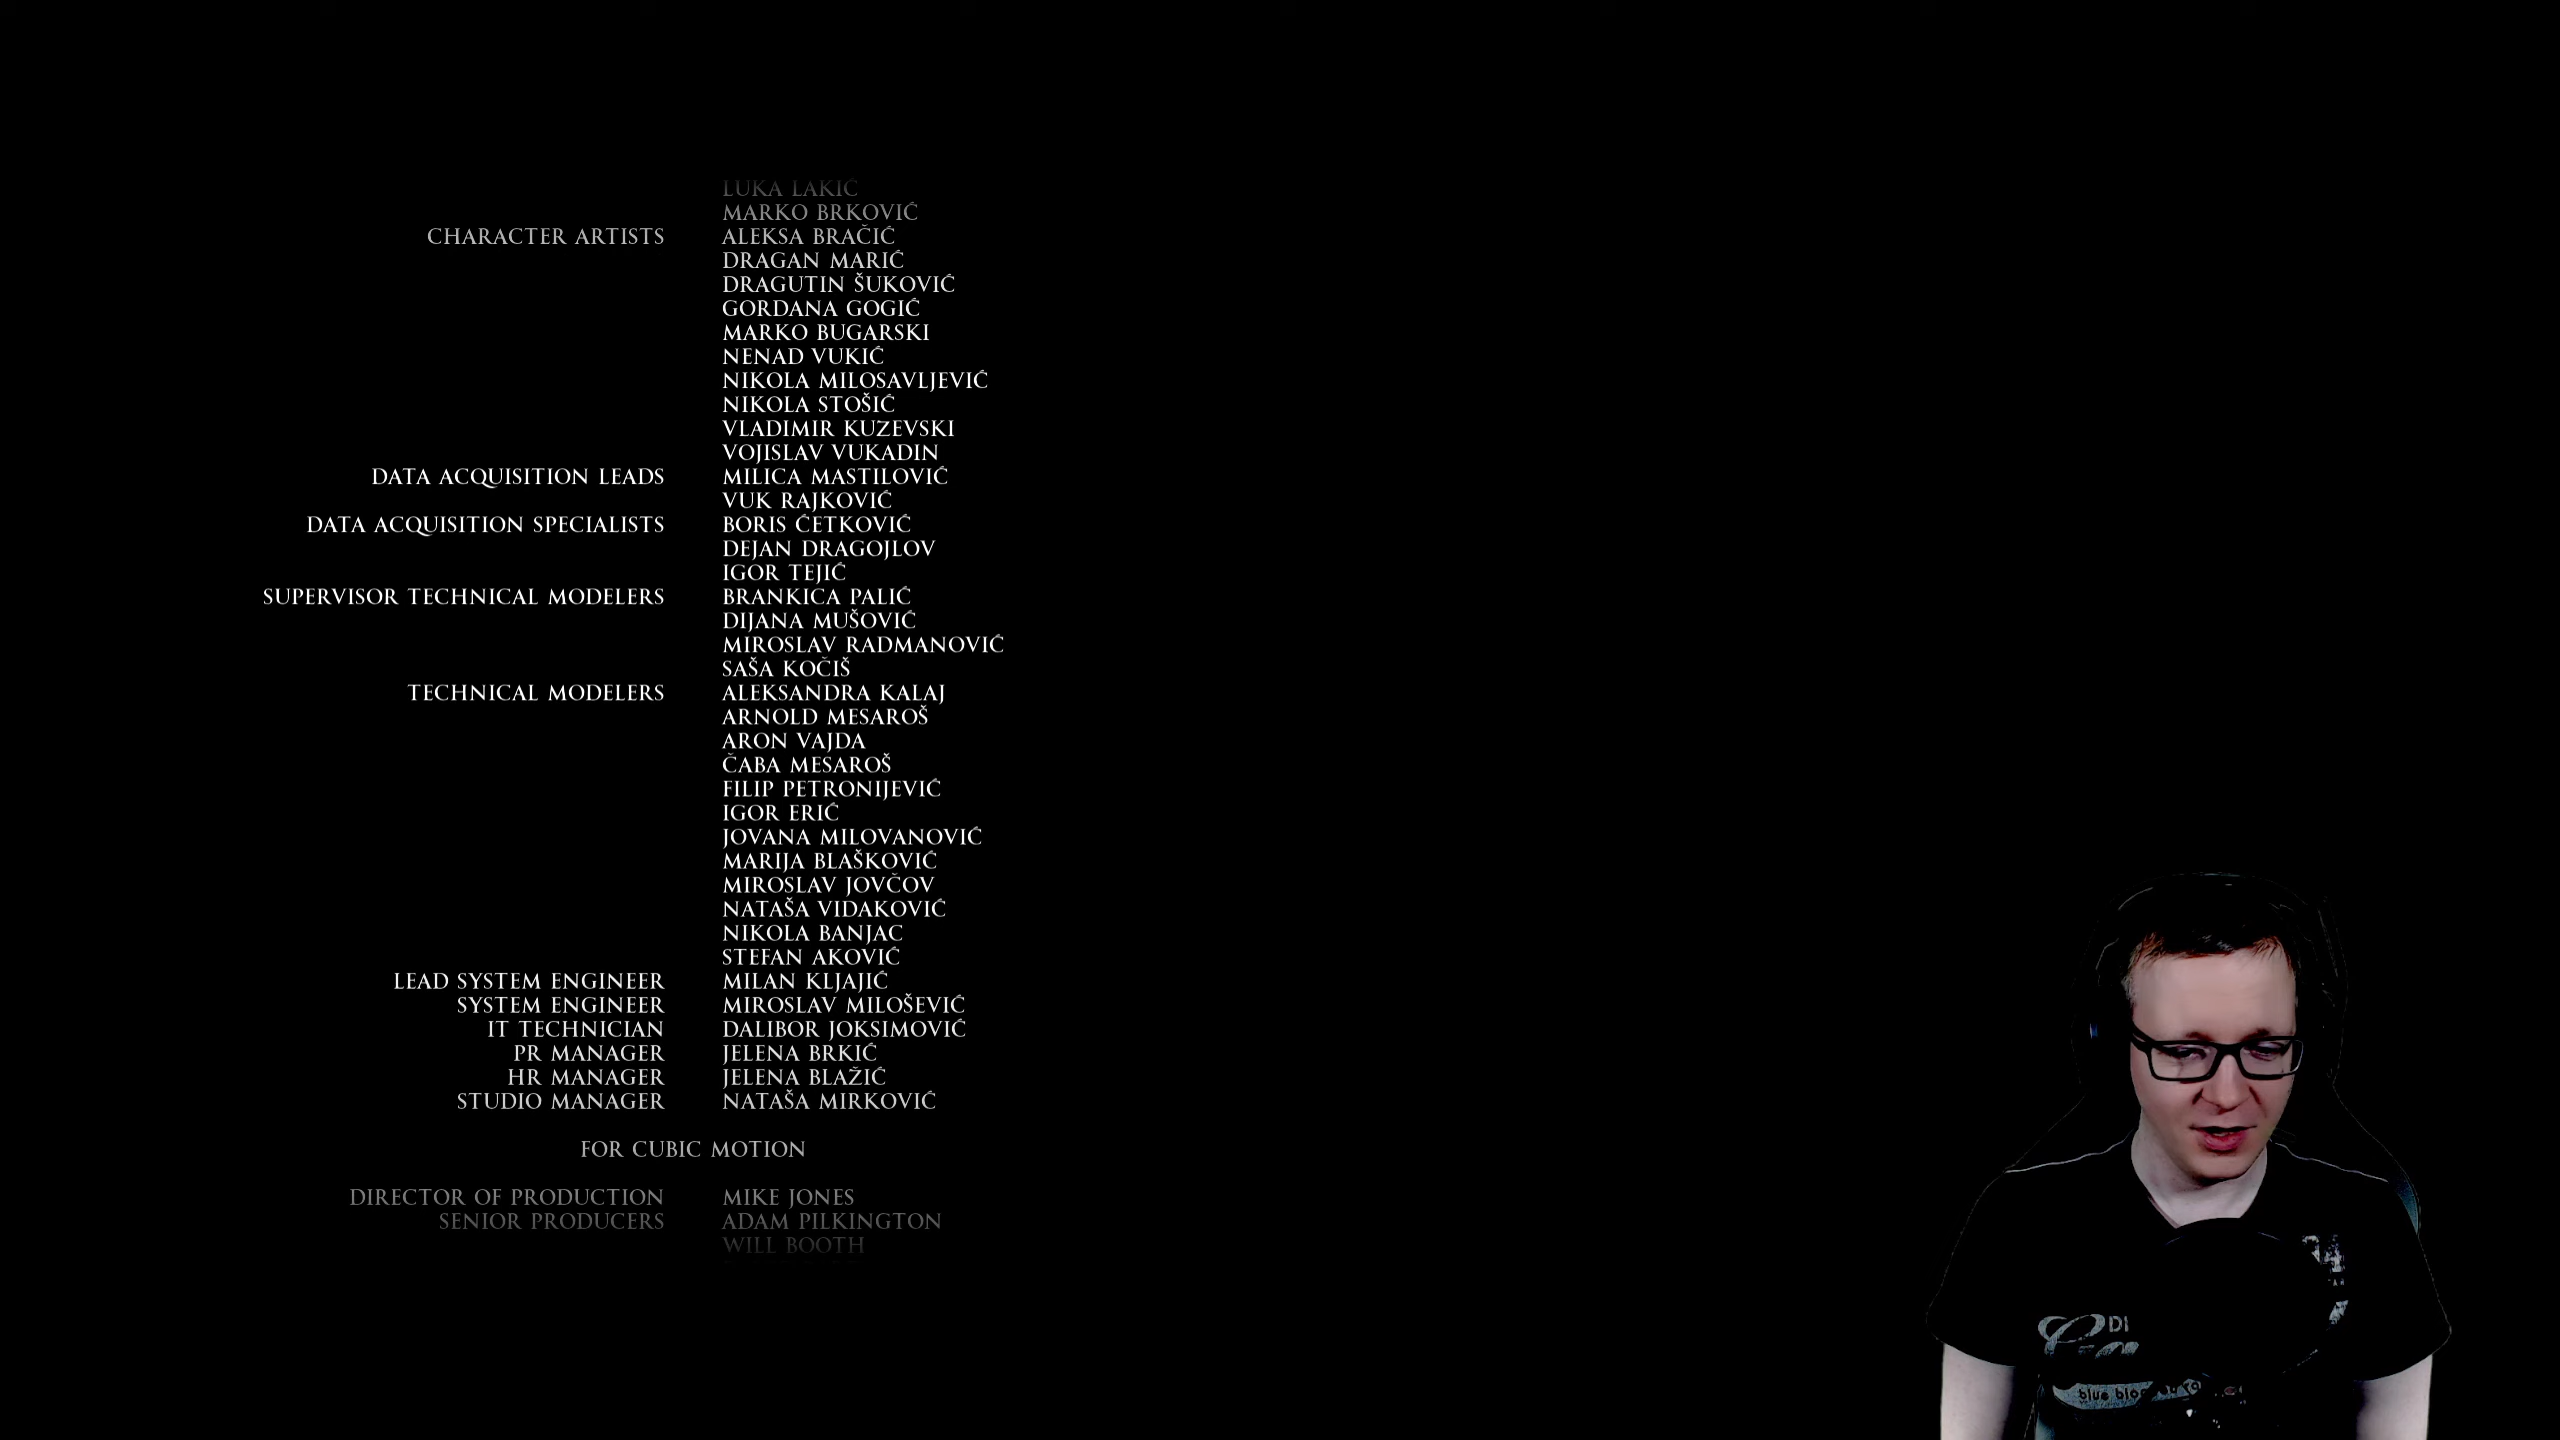 LUKA LAKIĆ
MARKO BRKOVIĆ
CHARACTER ARTISTS ALEKSA BRAČIĆ
DRAGAN MARIĆ
DRAGUTIN ŠUKOVIĆ
GORDANA GOGIĆ
MARKO BUGARSKI
NENAD VUKIĆ
NIKOLA MILOSAVLJEVIĆ
NIKOLA STOŠIĆ
VLADIMIR KUZEVSKI
VOJISLAV VUKADIN
DATA ACQUISITION LEADS MILICA MASTILOVIĆ
VUK RAJKOVIĆ
DATA ACQUISITION SPECIALISTS BORIS ĆETKOVIĆ
DEJAN DRAGOJLOV
IGOR TEJIĆ
SUPERVISOR TECHNICAL MODELERS BRANKICA PALIĆ
DIJANA MUŠOVIĆ
MIROSLAV RADMANOVIĆ
SAŠA KOČIŠ
TECHNICAL MODELERS ALEKSANDRA KALAJ
ARNOLD MESAROŠ
ARON VAJDA
ČABA MESAROŠ
FILIP PETRONIJEVIĆ
IGOR ERIĆ
JOVANA MILOVANOVIĆ
MARIJA BLAŠKOVIĆ
MIROSLAV JOVČOV
NATAŠA VIDAKOVIĆ
NIKOLA BANJAC
STEFAN AKOVIĆ
LEAD SYSTEM ENGINEER MILAN KLJAJIĆ
SYSTEM ENGINEER MIROSLAV MILOŠEVIĆ
IT TECHNICIAN DALIBOR JOKSIMOVIĆ
PR MANAGER JELENA BRKIĆ
HR MANAGER JELENA BLAŽIĆ
STUDIO MANAGER NATAŠA MIRKOVIĆ
FOR CUBIC MOTION
DIRECTOR OF PRODUCTION MIKE JONES
SENIOR PRODUCERS ADAM PILKINGTON
WILL BOOTH
DI
blue